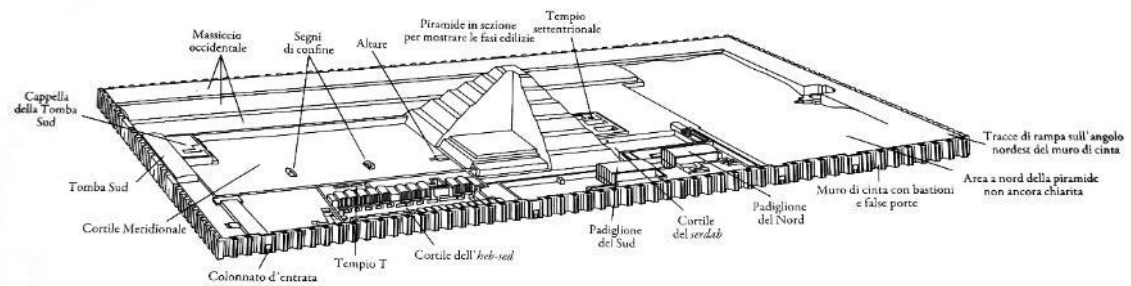 Massiccio
occidentale
Segni
di confine
Altare
Piramide in sezione
per mostrare le fasi edilizie
Tempio
settentrionale
Cappella
della Tomba
Sud
Tomba Sud
Cortile Meridionale
Colonnato d'entrata
Tempio T
Cortile dell'heb-sed
Padiglione
del Sud
Cortile
del serdab
Padiglione
del Nord
Muro di cinta con bastioni
e false porte
Area a nord della piramide
non ancora chiarita
Tracce di rampa sull'angolo
nordest del muro di cinta